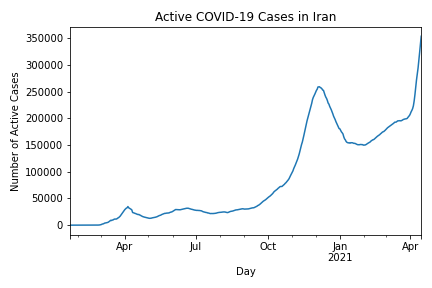 Active COVID-19 Cases in Iran
Number of Active Cases
350000
300000
250000
200000
150000
100000
50000
0
Apr
Jul
Oct
Jan
2021
Apr
Day